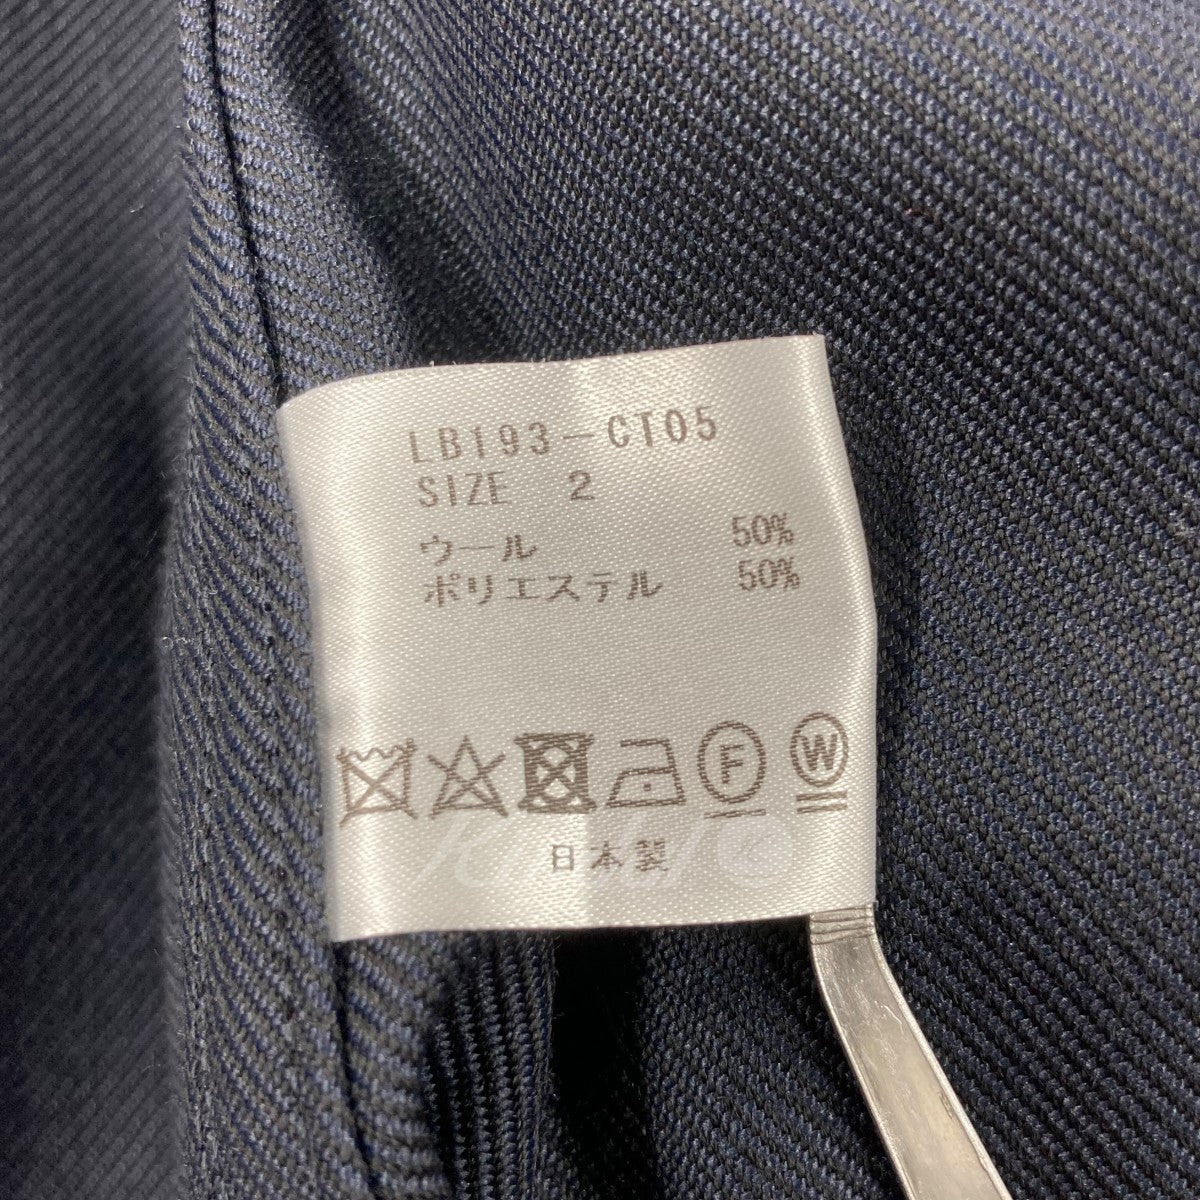 LB193-CT05
SIZE 2
ウール 50%
ポリエステル 50%
F W
日本製